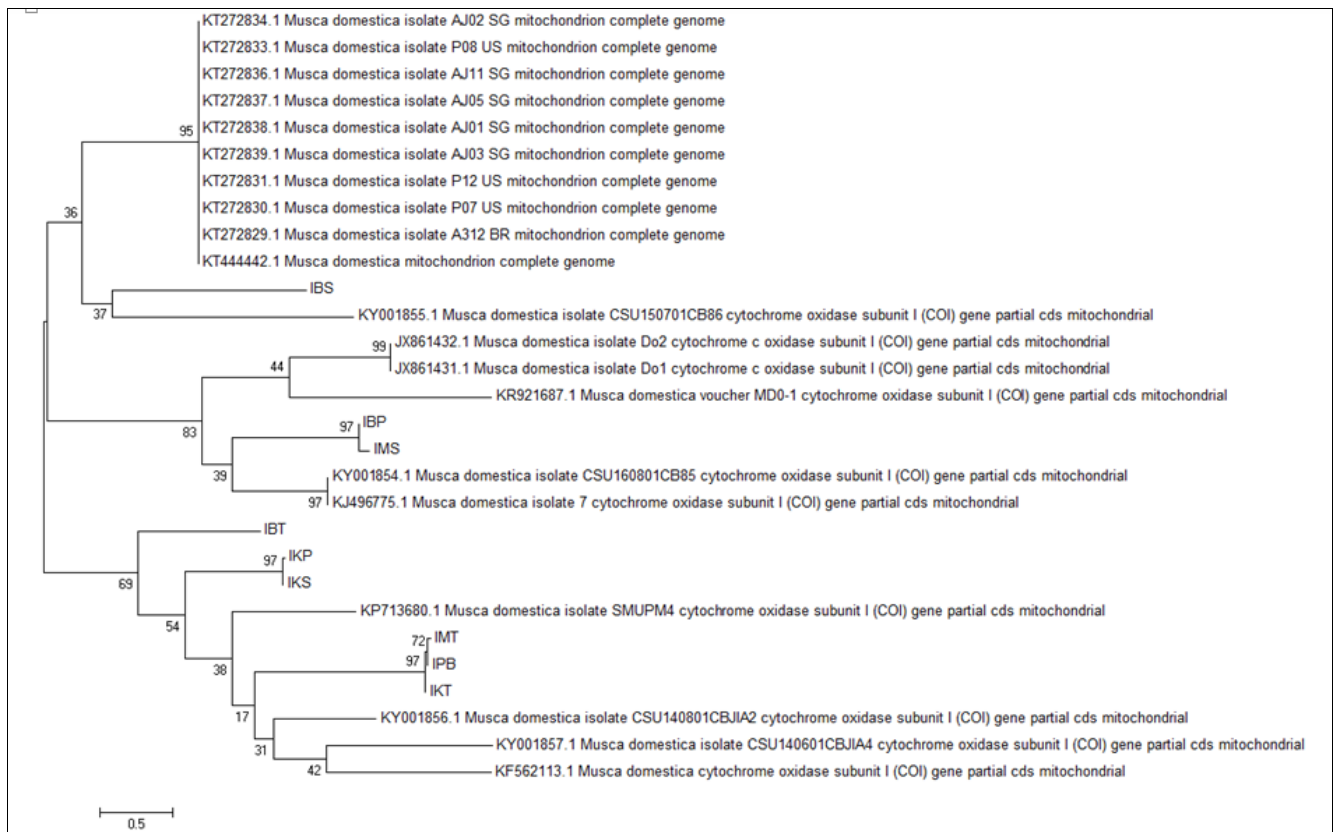 KT272834.1 Musca domestica isolate AJ02 SG mitochondrion complete genome
KT272833.1 Musca domestica isolate P08 US mitochondrion complete genome
KT272836.1 Musca domestica isolate AJ11 SG mitochondrion complete genome
KT272837.1 Musca domestica isolate AJ05 SG mitochondrion complete genome
KT272838.1 Musca domestica isolate AJ01 SG mitochondrion complete genome
95
KT272839.1 Musca domestica isolate AJ03 SG mitochondrion complete genome
KT272831.1 Musca domestica isolate P12 US mitochondrion complete genome
KT272830.1 Musca domestica isolate P07 US mitochondrion complete genome
36
KT272829.1 Musca domestica isolate A312 BR mitochondrion complete genome
KT444442.1 Musca domestica mitochondrion complete genome
IBS
37
KY001855.1 Musca domestica isolate CSU150701CB86 cytochrome oxidase subunit I (COI) gene partial cds mitochondrial
JX861432.1 Musca domestica isolate Do2 cytochrome c oxidase subunit I (COI) gene partial cds mitochondrial
99
44
JX861431.1 Musca domestica isolate Do1 cytochrome c oxidase subunit I (COI) gene partial cds mitochondrial
KR921687.1 Musca domestica voucher MD0-1 cytochrome oxidase subunit I (COI) gene partial cds mitochondrial
83
97
IBP
IMS
39
KY001854.1 Musca domestica isolate CSU160801CB85 cytochrome oxidase subunit I (COI) gene partial cds mitochondrial
97
KJ496775.1 Musca domestica isolate 7 cytochrome oxidase subunit I (COI) gene partial cds mitochondrial
IBT
97
IKP
69
IKS
KP713680.1 Musca domestica isolate SMUPM4 cytochrome oxidase subunit I (COI) gene partial cds mitochondrial
54
72
IMT
38
97
IPB
IKT
17
KY001856.1 Musca domestica isolate CSU140801CBJIA2 cytochrome oxidase subunit I (COI) gene partial cds mitochondrial
31
KY001857.1 Musca domestica isolate CSU140601CBJIA4 cytochrome oxidase subunit I (COI) gene partial cds mitochondrial
42
KF562113.1 Musca domestica cytochrome oxidase subunit I (COI) gene partial cds mitochondrial
0.5